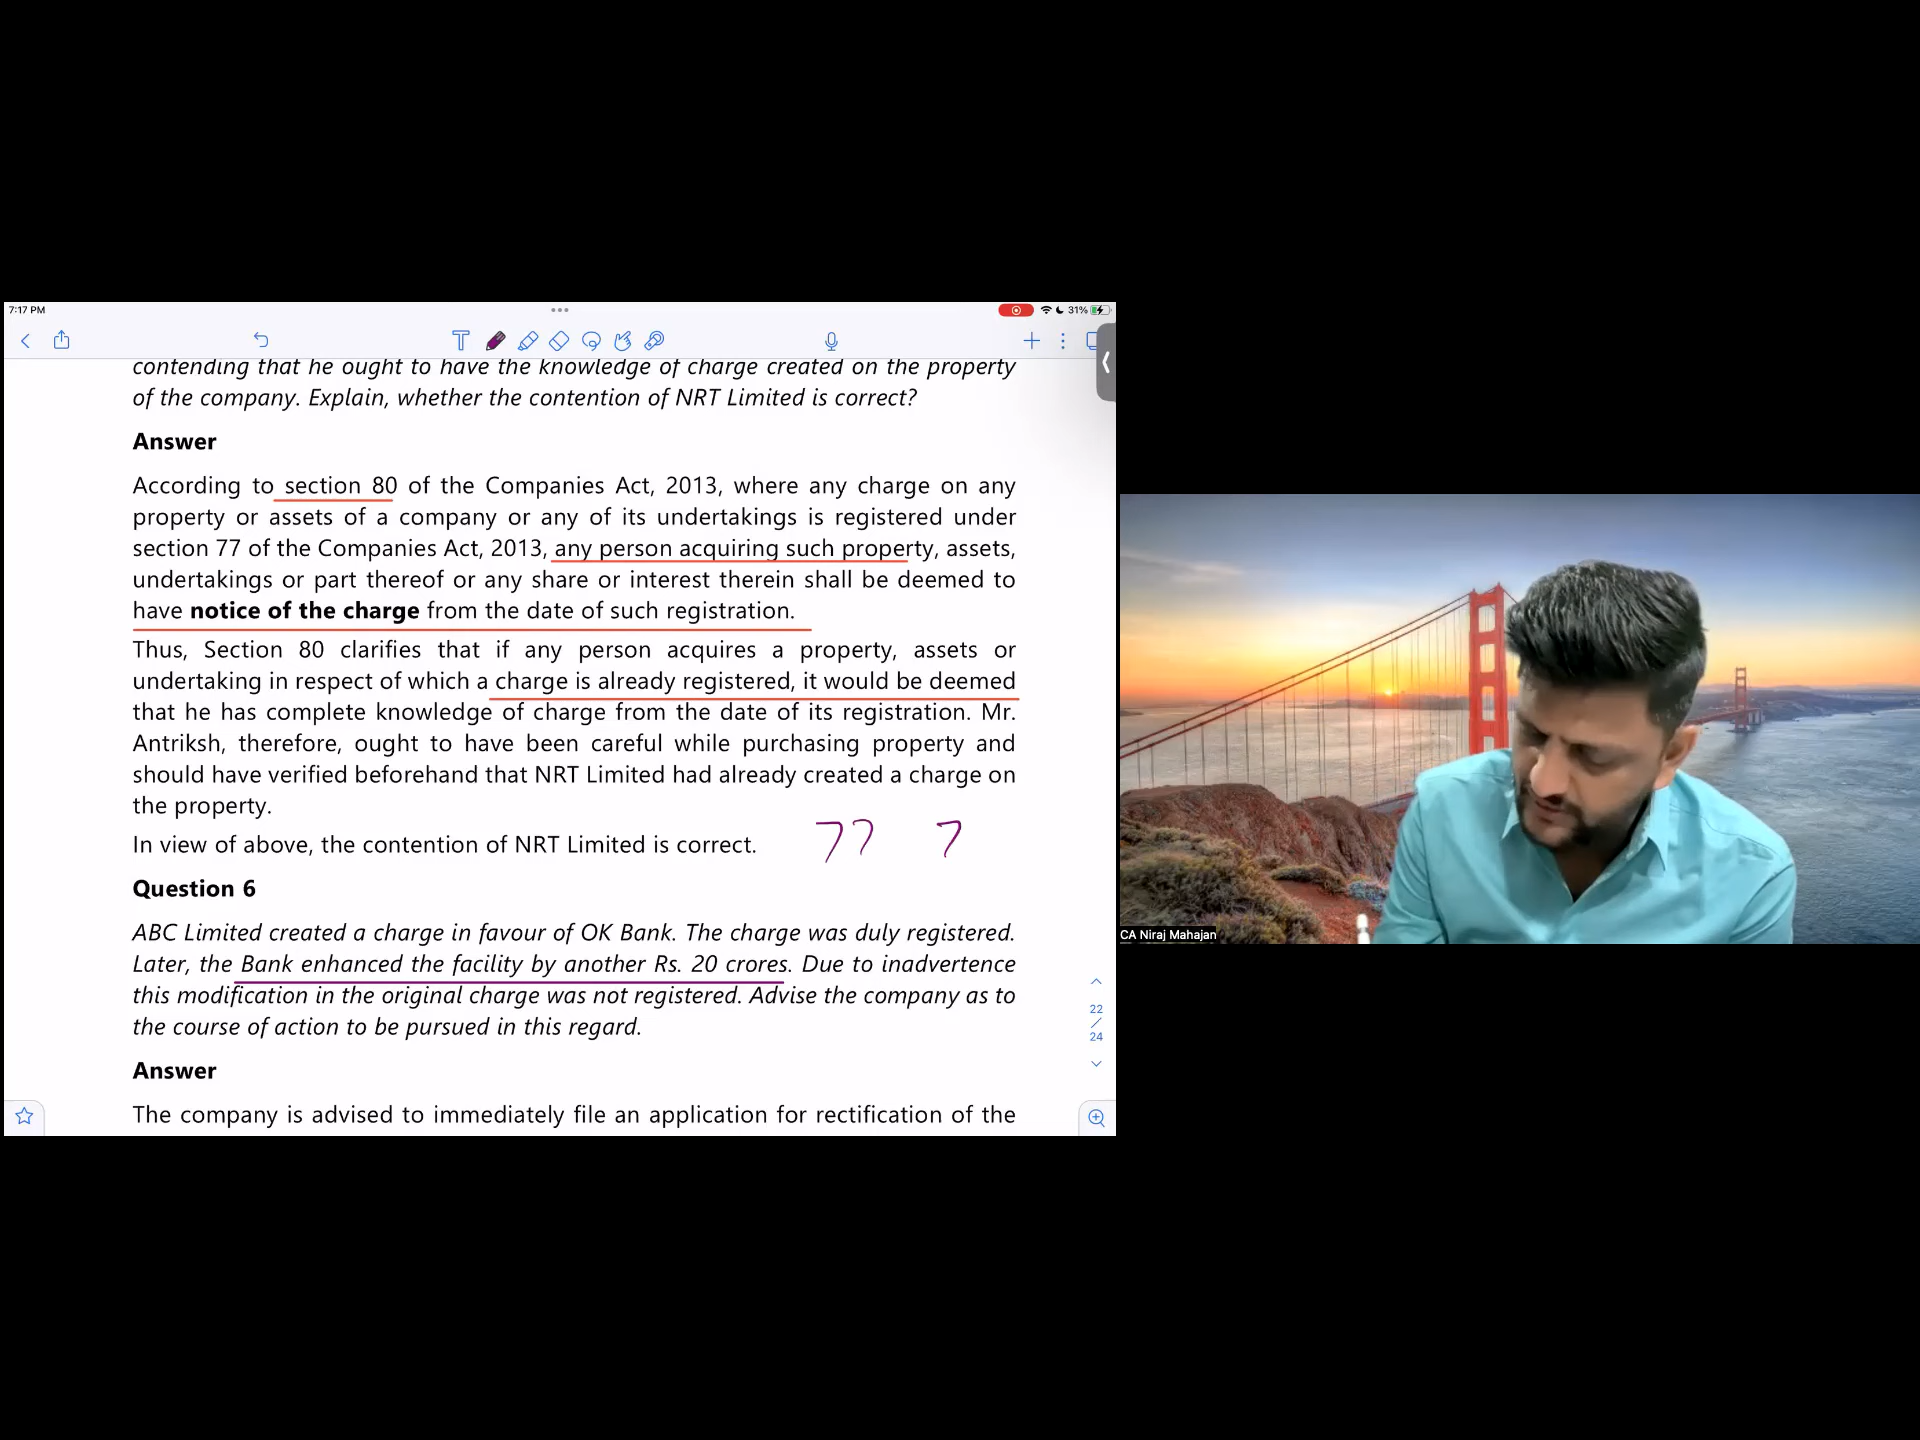 7:17 PM
31%
contending that he ought to have the knowledge of charge created on the property
of the company. Explain, whether the contention of NRT Limited is correct?
Answer
According to section 80 of the Companies Act, 2013, where any charge on any
property or assets of a company or any of its undertakings is registered under
section 77 of the Companies Act, 2013, any person acquiring such property, assets,
undertakings or part thereof or any share or interest therein shall be deemed to
have notice of the charge from the date of such registration.
Thus, Section 80 clarifies that if any person acquires a property, assets or
undertaking in respect of which a charge is already registered, it would be deemed
that he has complete knowledge of charge from the date of its registration. Mr.
Antriksh, therefore, ought to have been careful while purchasing property and
should have verified beforehand that NRT Limited had already created a charge on
the property.
In view of above, the contention of NRT Limited is correct.
77 7
Question 6
ABC Limited created a charge in favour of OK Bank. The charge was duly registered.
Later, the Bank enhanced the facility by another Rs. 20 crores. Due to inadvertence
this modification in the original charge was not registered. Advise the company as to
the course of action to be pursued in this regard.
Answer
The company is advised to immediately file an application for rectification of the
22
/
24
CA Niraj Mahajan